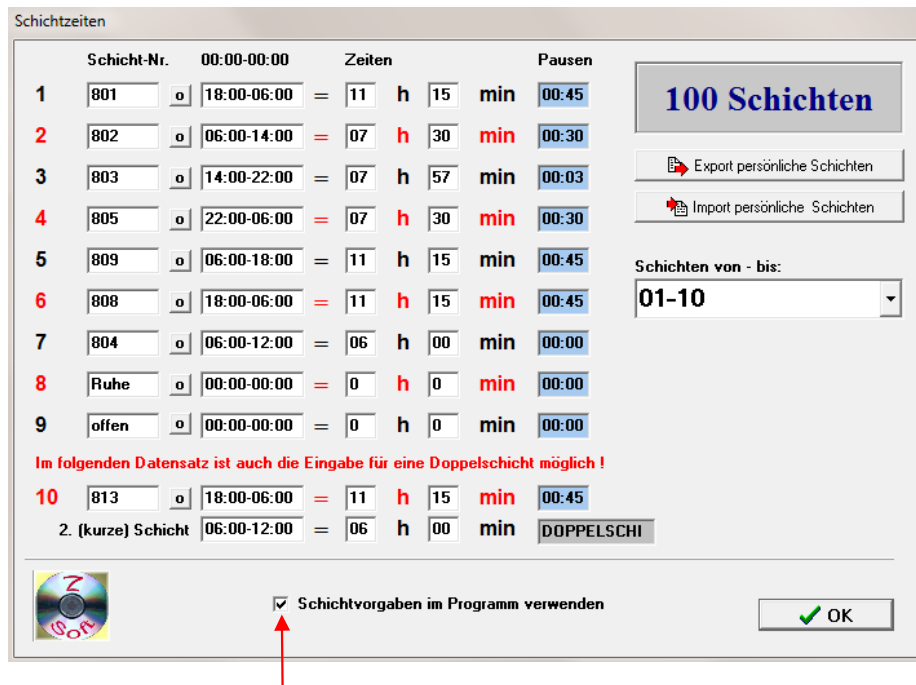 Schichtzeiten
Schicht-Nr. 00:00-00:00 Zeiten Pausen
1 801 o 18:00-06:00 = 11 h 15 min 00:45
2 802 o 06:00-14:00 = 07 h 30 min 00:30
3 803 o 14:00-22:00 = 07 h 57 min 00:03
4 805 o 22:00-06:00 = 07 h 30 min 00:30
5 809 o 06:00-18:00 = 11 h 15 min 00:45
6 808 o 18:00-06:00 = 11 h 15 min 00:45
7 804 o 06:00-12:00 = 06 h 00 min 00:00
8 Ruhe o 00:00-00:00 = 0 h 0 min 00:00
9 offen o 00:00-00:00 = 0 h 0 min 00:00
Im folgenden Datensatz ist auch die Eingabe für eine Doppelschicht möglich !
10 813 o 18:00-06:00 = 11 h 15 min 00:45
2. (kurze) Schicht 06:00-12:00 = 06 h 00 min DOPPELSCHI
100 Schichten
Export persönliche Schichten
Import persönliche Schichten
Schichten von - bis:
01-10
Z
Soft
Schichtvorgaben im Programm verwenden
OK